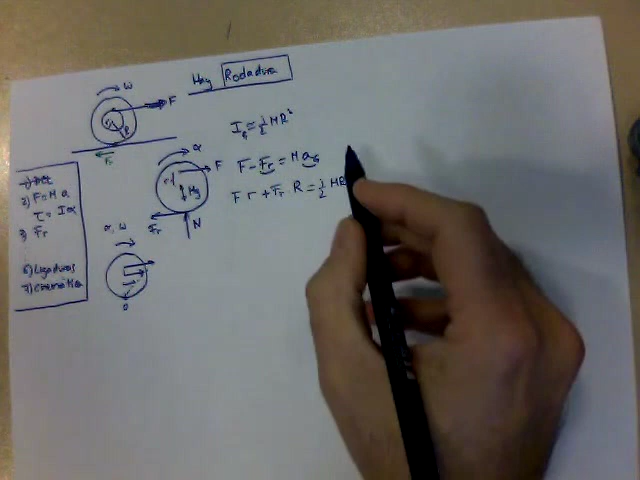 Hay Rodadura
ω
F
r
R
Fr
I = ½ MR²
α
F
r
Mg
Fr
N
F - Fr = M a
F r + Fr R = ½ MR
2) F = M a
τ = I α
3) Fr
6) Ligaduras
7) Cinemática
α, ω